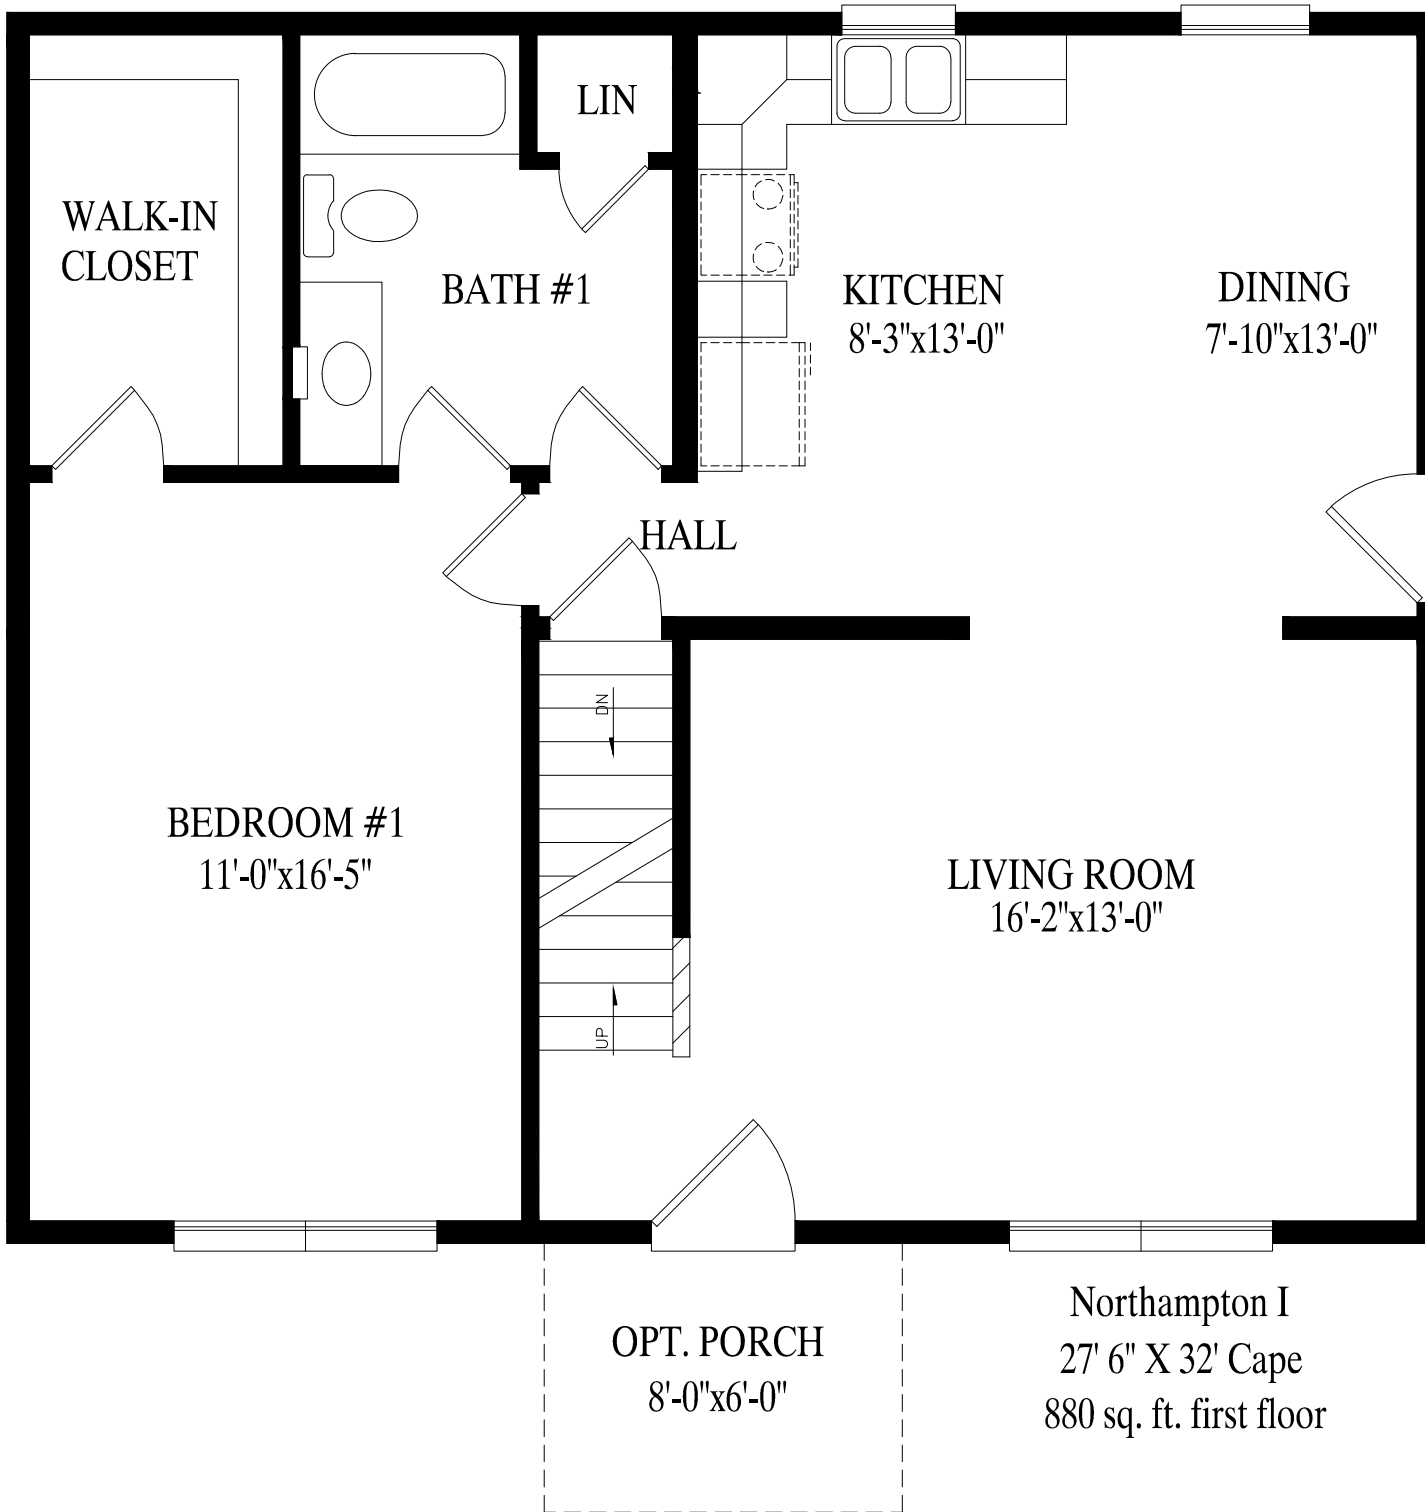 LIN
WALK-IN
CLOSET
BATH #1
KITCHEN
8'-3"x13'-0"
DINING
7'-10"x13'-0"
HALL
DN
BEDROOM #1
11'-0"x16'-5"
LIVING ROOM
16'-2"x13'-0"
UP
OPT. PORCH
8'-0"x6'-0"
Northampton I
27' 6" X 32' Cape
880 sq. ft. first floor